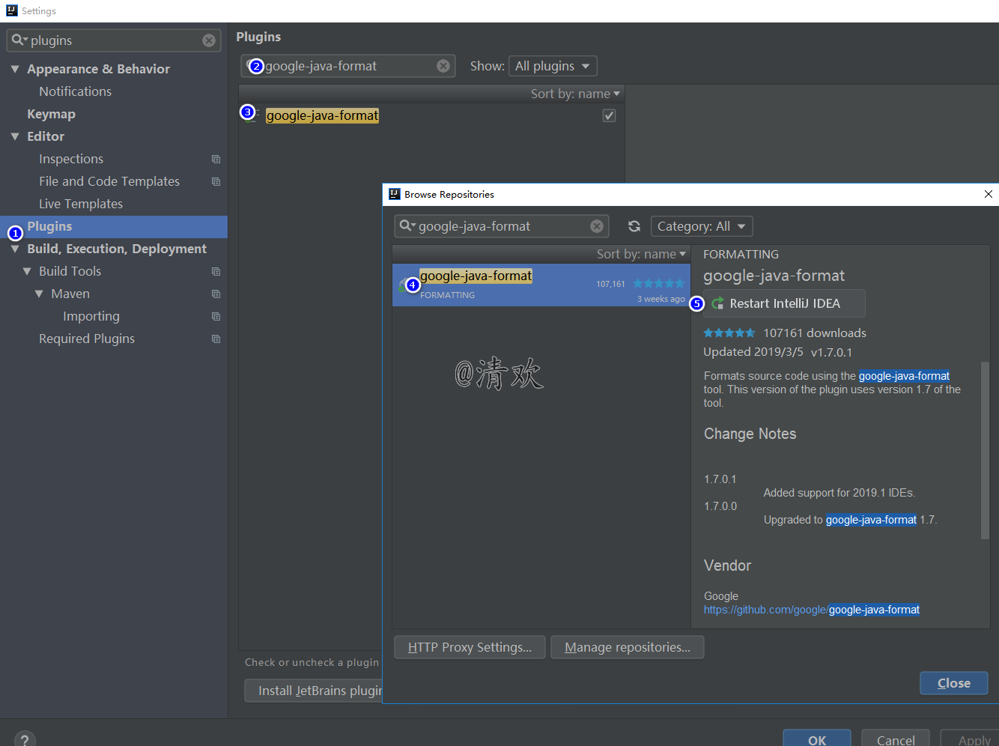 Settings
plugins
Appearance & Behavior
Notifications
Keymap
Editor
Inspections
File and Code Templates
Live Templates
1
Plugins
Build, Execution, Deployment
Build Tools
Maven
Importing
Required Plugins
Plugins
2 google-java-format
Show: All plugins
Sort by: name
3 google-java-format
Browse Repositories
google-java-format
Category: All
Sort by: name
4 google-java-format
FORMATTING
107,161
3 weeks ago
@清欢
FORMATTING
google-java-format
5 Restart IntelliJ IDEA
107161 downloads
Updated 2019/3/5 v1.7.0.1
Formats source code using the google-java-format
tool. This version of the plugin uses version 1.7 of the
tool.
Change Notes
1.7.0.1
Added support for 2019.1 IDEs.
1.7.0.0
Upgraded to google-java-format 1.7.
Vendor
Google
https://github.com/google/google-java-format
HTTP Proxy Settings...
Manage repositories...
Close
Check or uncheck a plugin
Install JetBrains plugin
?
OK
Cancel
Apply